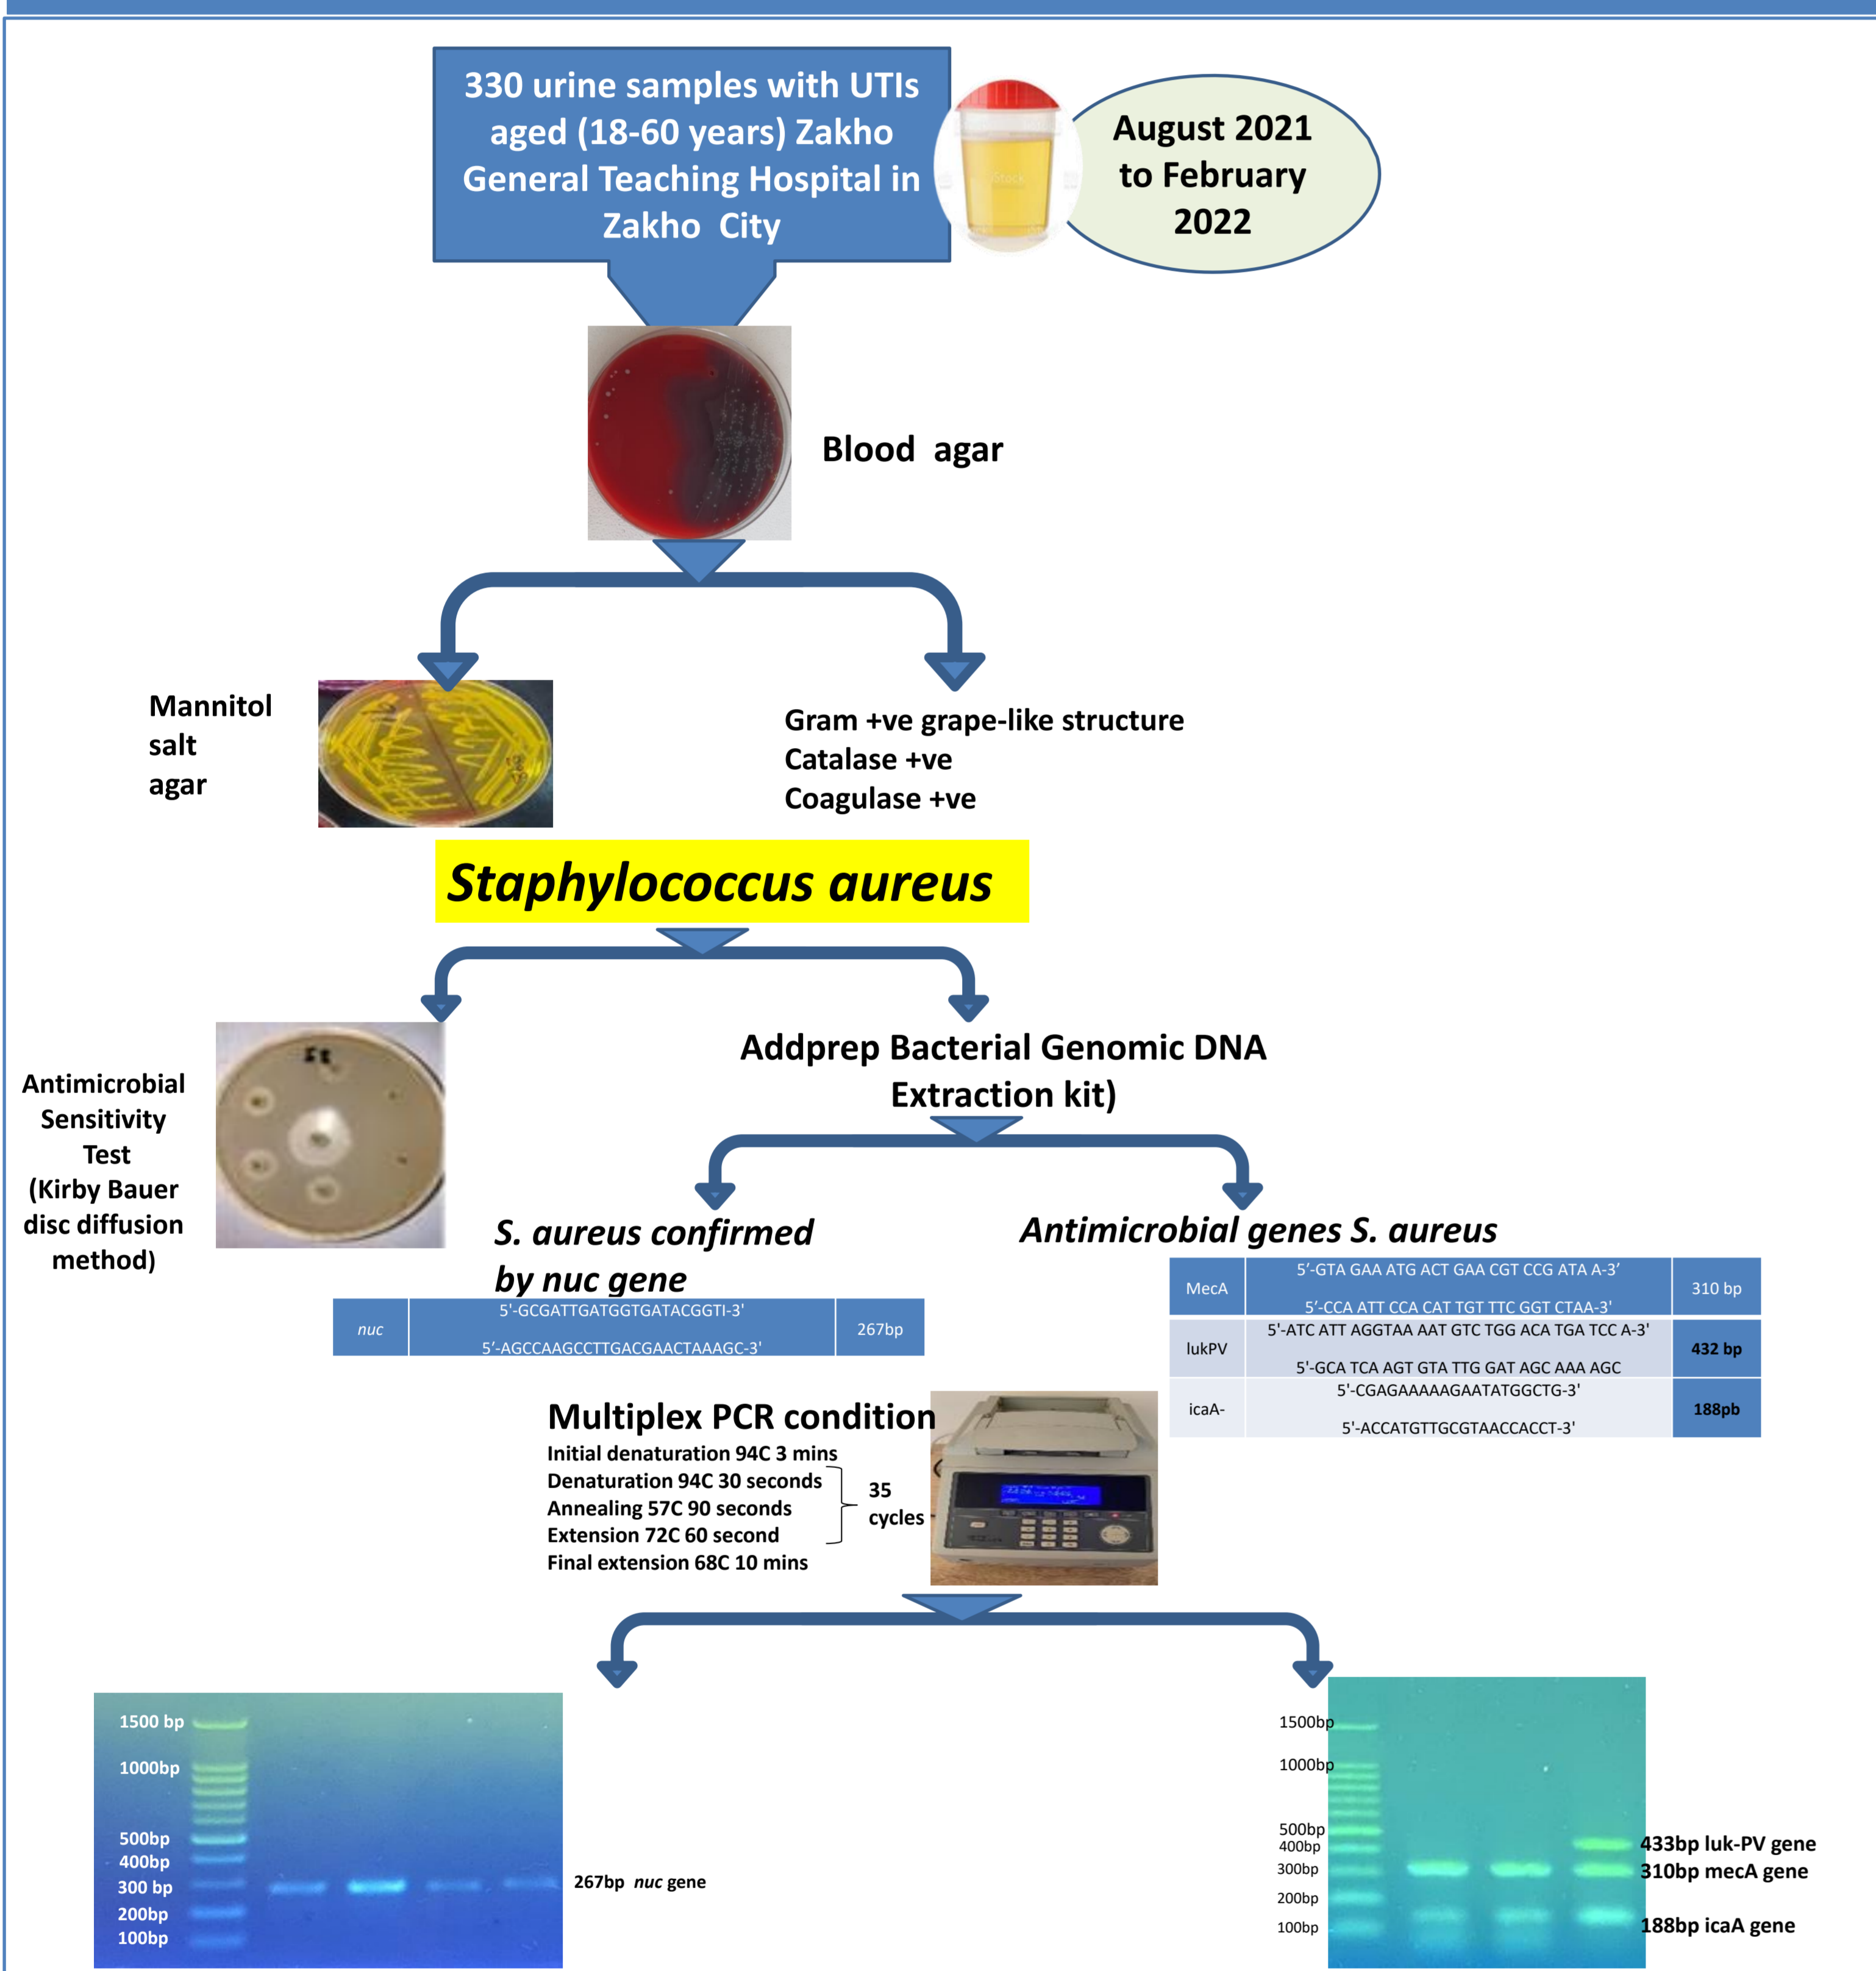 330 urine samples with UTIs
aged (18-60 years) Zakho
General Teaching Hospital in
Zakho City
iStock
August 2021
to February
2022
Blood agar
Mannitol
salt
agar
Gram +ve grape-like structure
Catalase +ve
Coagulase +ve
Staphylococcus aureus
Antimicrobial
Sensitivity
Test
(Kirby Bauer
disc diffusion
method)
Addprep Bacterial Genomic DNA
Extraction kit)
S. aureus confirmed
by nuc gene
nuc
5'-GCGATTGATGGTGATACGGTI-3'
5'-AGCCAAGCCTTGACGAACTAAAGC-3'
267bp
Antimicrobial genes S. aureus
MecA
5′-GTA GAA ATG ACT GAA CGT CCG ATA A-3′
5′-CCA ATT CCA CAT TGT TTC GGT CTAA-3'
310 bp
lukPV
5'-ATC ATT AGGTAA AAT GTC TGG ACA TGA TCC A-3'
5'-GCA TCA AGT GTA TTG GAT AGC AAA AGC
432 bp
icaA-
5'-CGAGAAAAAGAATATGGCTG-3'
5'-ACCATGTTGCGTAACCACCT-3'
188pb
Multiplex PCR condition
Initial denaturation 94C 3 mins
Denaturation 94C 30 seconds
Annealing 57C 90 seconds
Extension 72C 60 second
Final extension 68C 10 mins
35
cycles
1500 bp
1000bp
500bp
400bp
300 bp
200bp
100bp
267bp nuc gene
1500bp
1000bp
500bp
400bp
300bp
200bp
100bp
433bp luk-PV gene
310bp mecA gene
188bp icaA gene